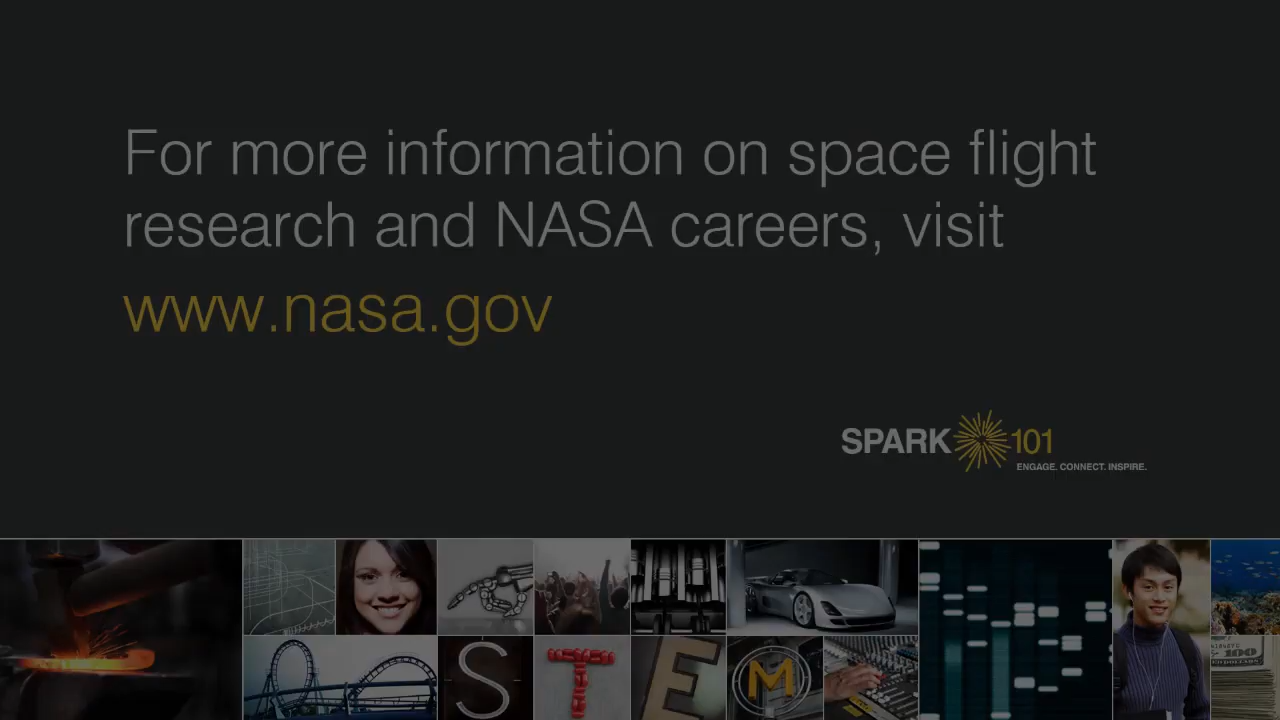 For more information on space flight
research and NASA careers, visit
www.nasa.gov
SPARK 101
ENGAGE. CONNECT. INSPIRE.
S T E M
100